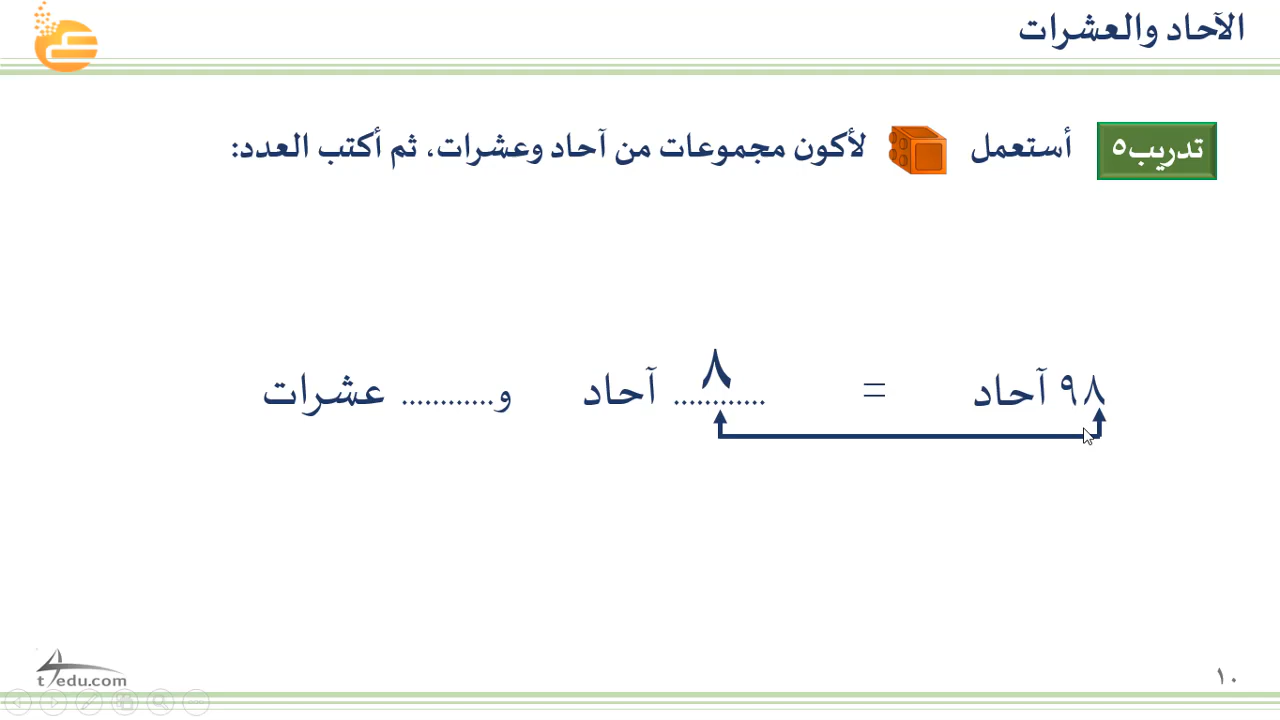 الآحاد والعشرات
تدريب٥ أستعمل لأكون مجموعات من آحاد وعشرات، ثم أكتب العدد:
٩٨ آحاد = ......٨...... آحاد و............ عشرات
t4edu.com
١٠